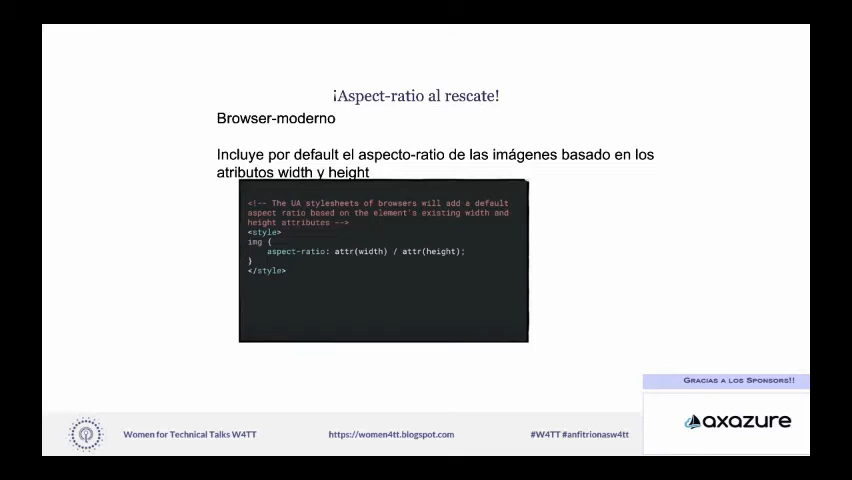 ¡Aspect-ratio al rescate!
Browser-moderno
Incluye por default el aspecto-ratio de las imágenes basado en los
atributos width y height
<!-- The UA stylesheets of browsers will add a default
aspect ratio based on the element's existing width and
height attributes -->
<style>
img {
aspect-ratio: attr(width) / attr(height);
}
</style>
Gracias a los Sponsors!!
axazure
Women for Technical Talks W4TT
https://women4tt.blogspot.com
#W4TT #anfitrionasw4tt